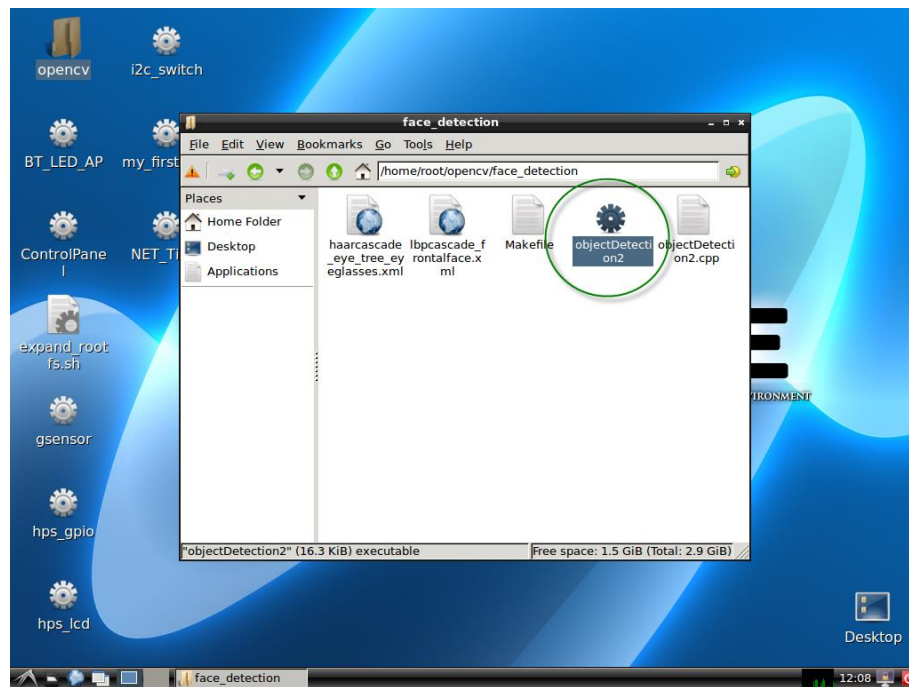 opencv
i2c_switch
BT_LED_AP
my_first
ControlPane
l
NET_Ti
expand_root
fs.sh
gsensor
hps_gpio
hps_lcd
face_detection
File Edit View Bookmarks Go Tools Help
/home/root/opencv/face_detection
Places
Home Folder
Desktop
Applications
haarcascade
_eye_tree_ey
eglasses.xml
lbpcascade_f
rontalface.x
ml
Makefile
objectDetecti
on2
objectDetecti
on2.cpp
"objectDetection2" (16.3 KiB) executable
Free space: 1.5 GiB (Total: 2.9 GiB)
E
IRONMENT
Desktop
face_detection
12:08